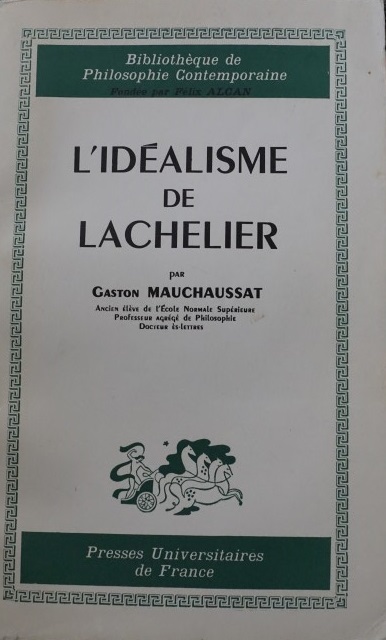 Bibliothèque de
Philosophie Contemporaine
Fondée par Félix ALCAN
L'IDÉALISME
DE
LACHELIER
PAR
GASTON MAUCHAUSSAT
ANCIEN ÉLÈVE DE L'ÉCOLE NORMALE SUPÉRIEURE
PROFESSEUR AGRÉGÉ DE PHILOSOPHIE
DOCTEUR ÈS-LETTRES
Presses Universitaires
de France